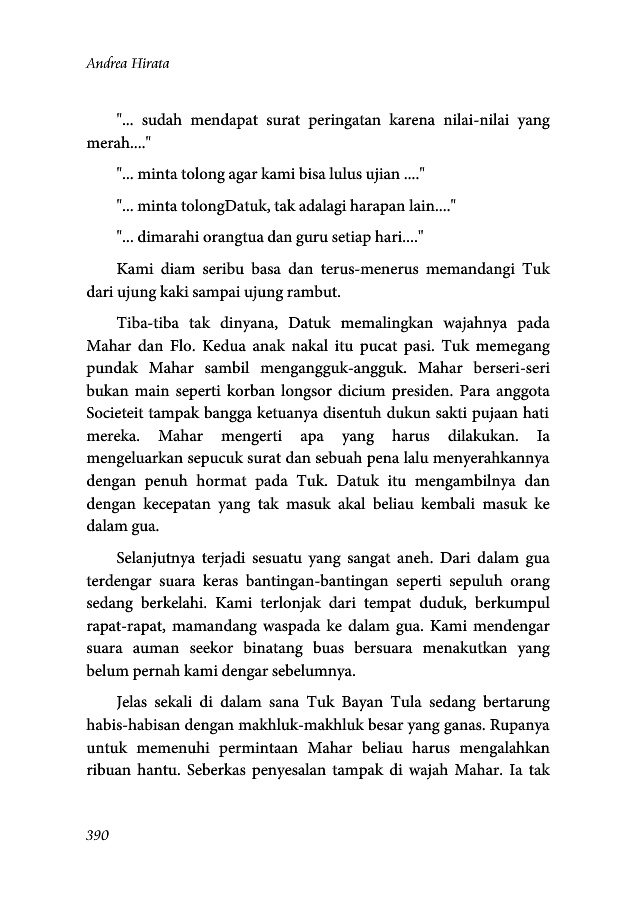 Andrea Hirata
"... sudah mendapat surat peringatan karena nilai-nilai yang
merah...."
"... minta tolong agar kami bisa lulus ujian ...."
"... minta tolongDatuk, tak adalagi harapan lain...."
"... dimarahi orangtua dan guru setiap hari...."
Kami diam seribu basa dan terus-menerus memandangi Tuk
dari ujung kaki sampai ujung rambut.
Tiba-tiba tak dinyana, Datuk memalingkan wajahnya pada
Mahar dan Flo. Kedua anak nakal itu pucat pasi. Tuk memegang
pundak Mahar sambil mengangguk-angguk. Mahar berseri-seri
bukan main seperti korban longsor dicium presiden. Para anggota
Societeit tampak bangga ketuanya disentuh dukun sakti pujaan hati
mereka. Mahar mengerti apa yang harus dilakukan. Ia
mengeluarkan sepucuk surat dan sebuah pena lalu menyerahkannya
dengan penuh hormat pada Tuk. Datuk itu mengambilnya dan
dengan kecepatan yang tak masuk akal beliau kembali masuk ke
dalam gua.
Selanjutnya terjadi sesuatu yang sangat aneh. Dari dalam gua
terdengar suara keras bantingan-bantingan seperti sepuluh orang
sedang berkelahi. Kami terlonjak dari tempat duduk, berkumpul
rapat-rapat, mamandang waspada ke dalam gua. Kami mendengar
suara auman seekor binatang buas bersuara menakutkan yang
belum pernah kami dengar sebelumnya.
Jelas sekali di dalam sana Tuk Bayan Tula sedang bertarung
habis-habisan dengan makhluk-makhluk besar yang ganas. Rupanya
untuk memenuhi permintaan Mahar beliau harus mengalahkan
ribuan hantu. Seberkas penyesalan tampak di wajah Mahar. Ia tak
390